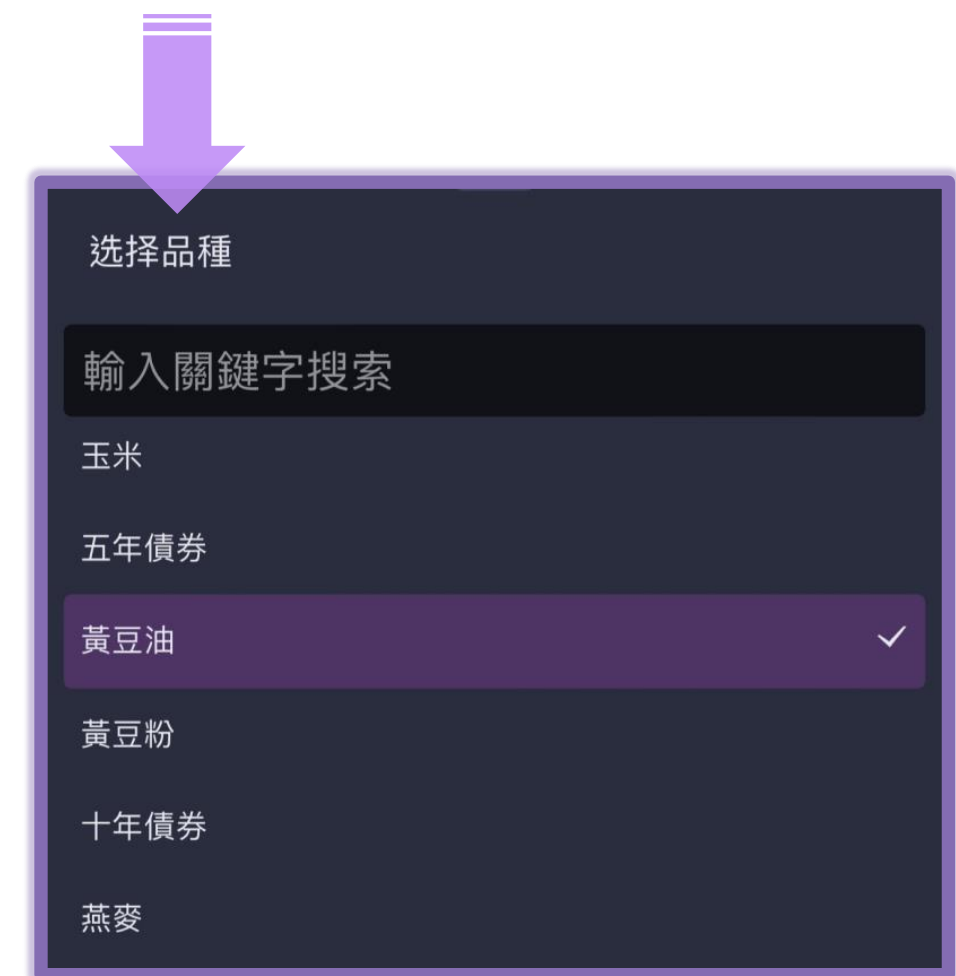 选择品種
輸入關鍵字搜索
玉米
五年債券
黃豆油
黃豆粉
十年債券
燕麥